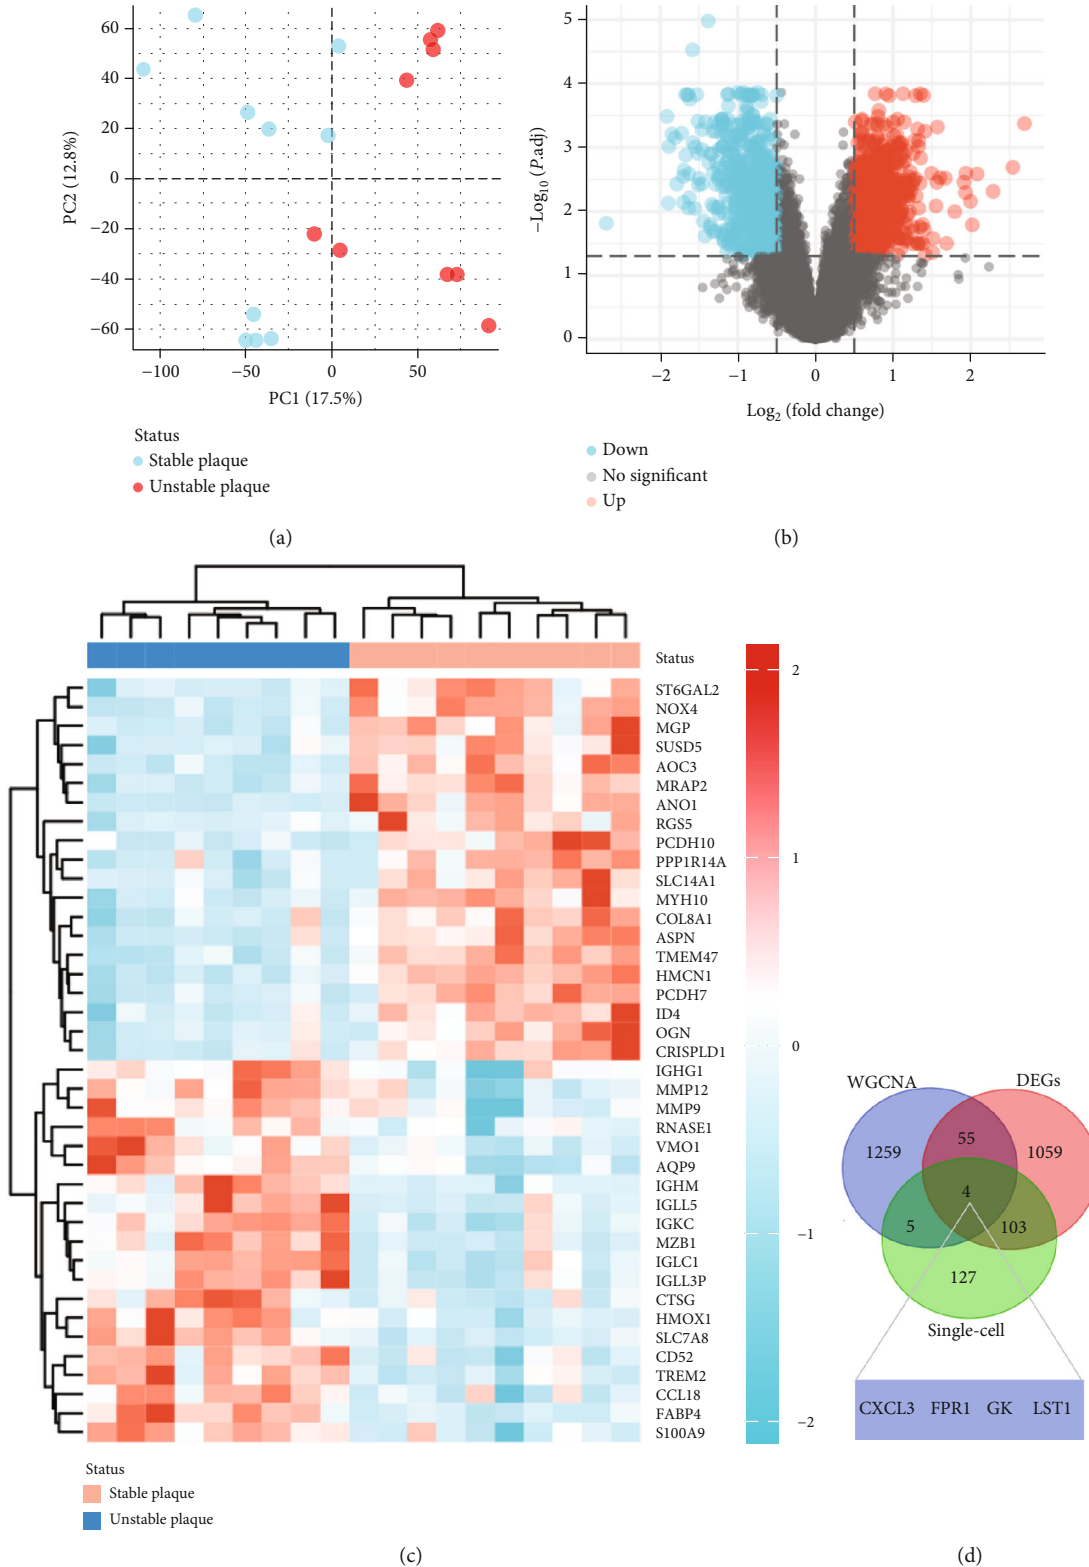 60
40
20
0
−20
−40
−60
PC2 (12.8%)
−100
−50
0
50
PC1 (17.5%)
Status
Stable plaque
Unstable plaque
(a)
5
4
3
2
1
0
−Log10 (P.adj)
−2
−1
0
1
2
Log2 (fold change)
Down
No significant
Up
(b)
Status
ST6GAL2
NOX4
MGP
SUSD5
AOC3
MRAP2
ANO1
RGS5
PCDH10
PPP1R14A
SLC14A1
MYH10
COL8A1
ASPN
TMEM47
HMCN1
PCDH7
ID4
OGN
CRISPLD1
IGHG1
MMP12
MMP9
RNASE1
VMO1
AQP9
IGHM
IGLL5
IGKC
MZB1
IGLC1
IGLL3P
CTSG
HMOX1
SLC7A8
CD52
TREM2
CCL18
FABP4
S100A9
2
1
0
−1
−2
Status
Stable plaque
Unstable plaque
(c)
WGCNA
DEGs
1259
55
1059
4
5
103
127
Single-cell
CXCL3 FPR1 GK LST1
(d)